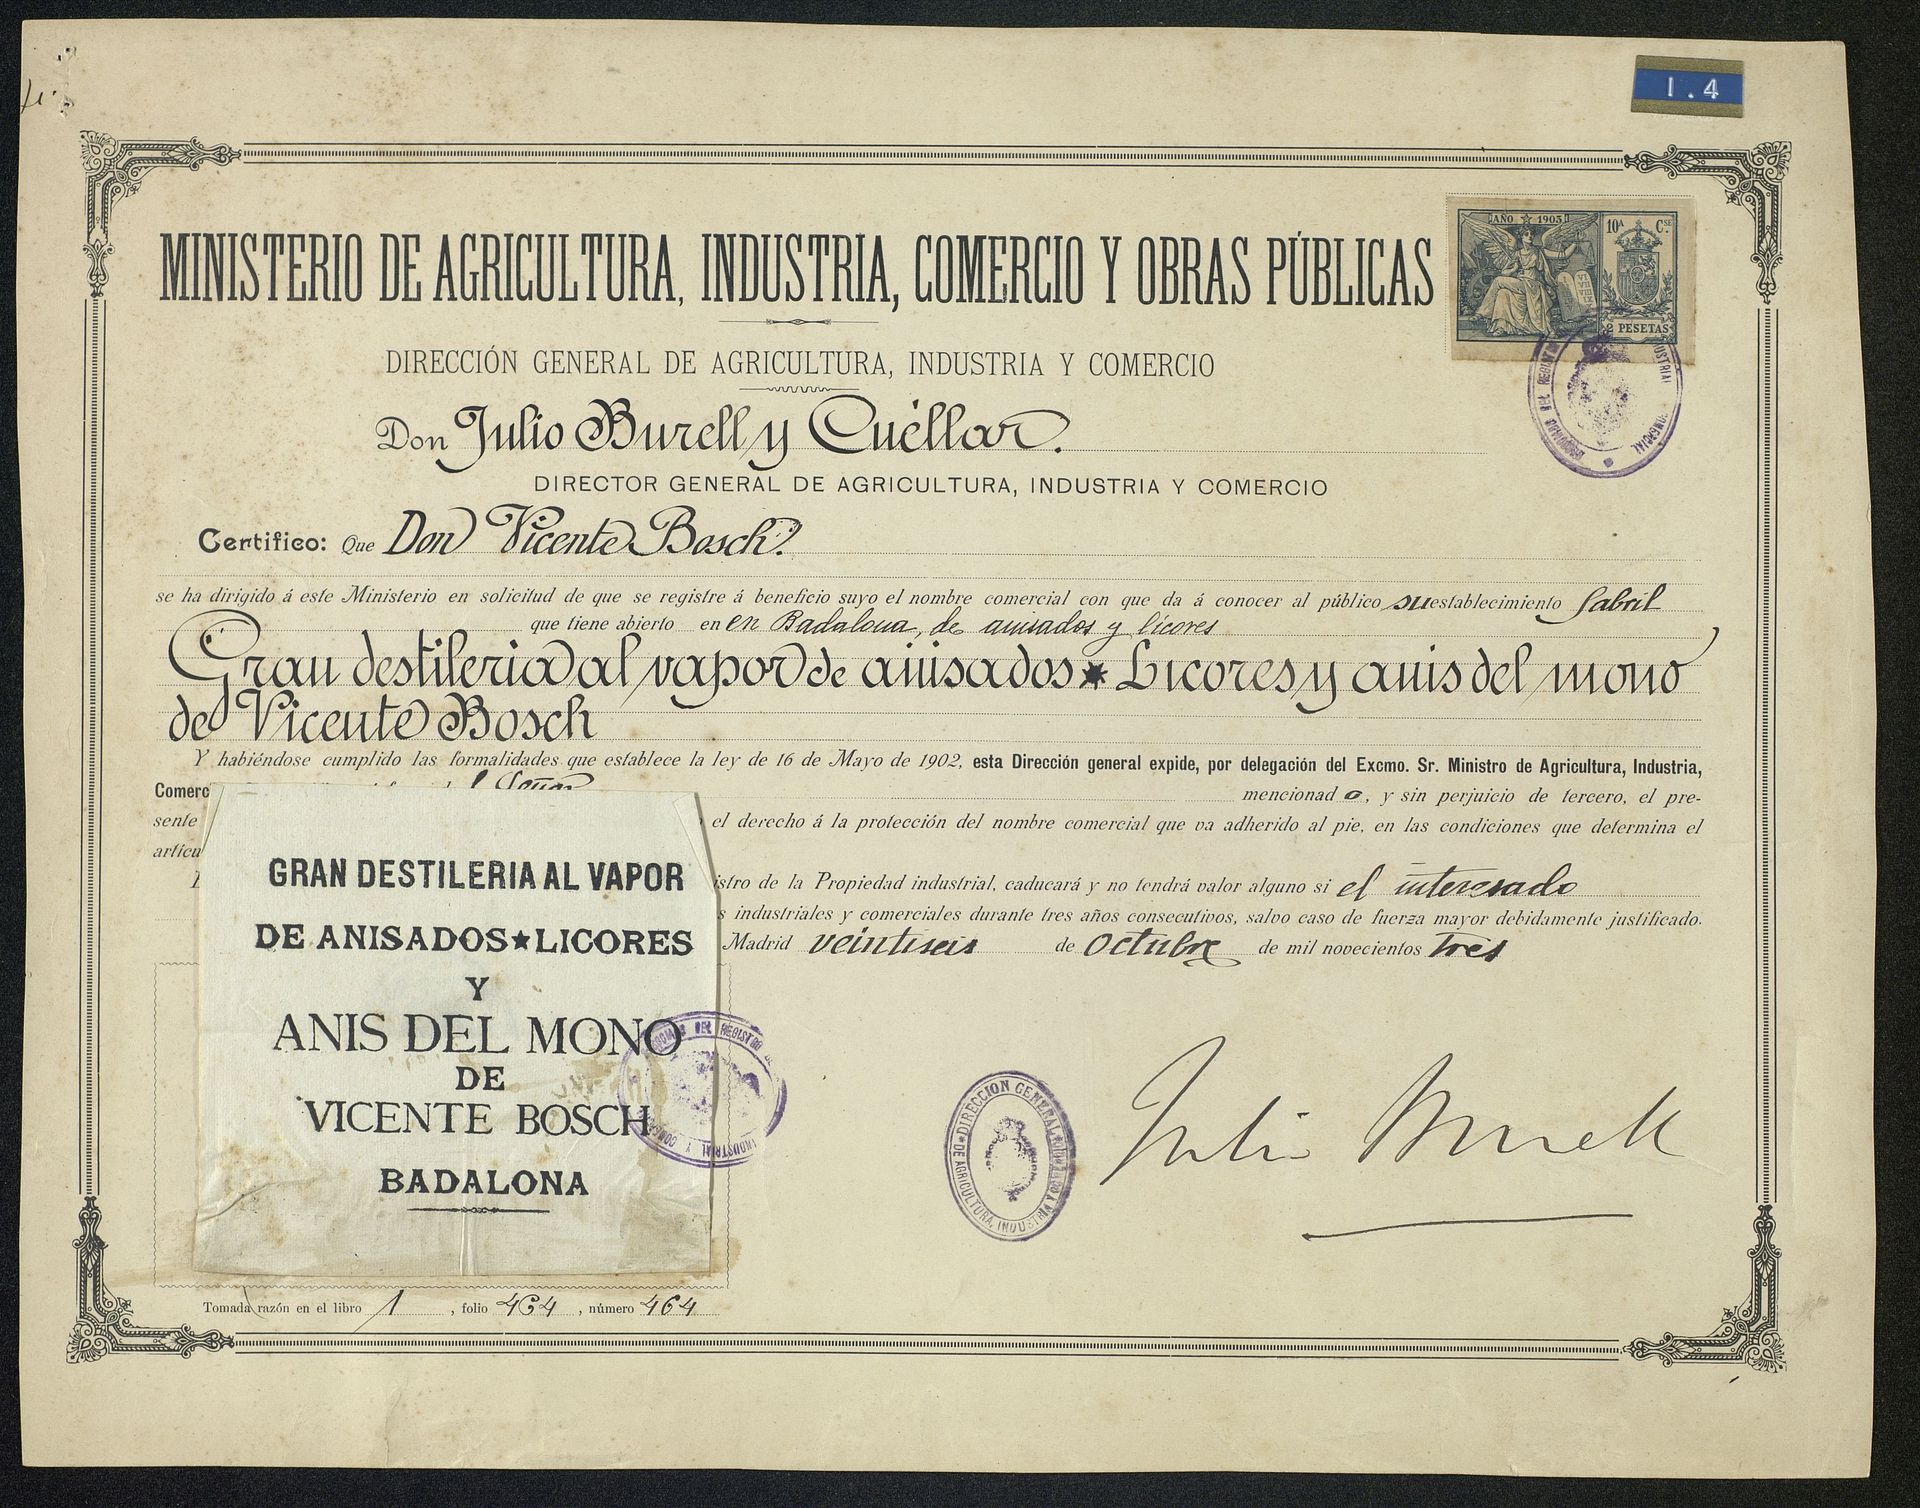 1.4
AÑO 1903
10ª Cse
2 PESETAS
MINISTERIO DE AGRICULTURA, INDUSTRIA, COMERCIO Y OBRAS PÚBLICAS
DIRECCIÓN GENERAL DE AGRICULTURA, INDUSTRIA Y COMERCIO
Don Julio Burell y Cuéllar.
DIRECTOR GENERAL DE AGRICULTURA, INDUSTRIA Y COMERCIO
Certifico: Que Don Vicente Bosch.
se ha dirigido á este Ministerio en solicitud de que se registre á beneficio suyo el nombre comercial con que da á conocer al público su establecimiento fabril
que tiene abierto en en Badalona, de anisados y licores
Gran destileria al vapor de anisados ★ Licores y anis del mono
de Vicente Bosch
Y habiéndose cumplido las formalidades que establece la ley de 16 de Mayo de 1902, esta Dirección general expide, por delegación del Excmo. Sr. Ministro de Agricultura, Industria,
Comerc mencionad o, y sin perjuicio de tercero, el pre-
sente el derecho á la protección del nombre comercial que va adherido al pie, en las condiciones que determina el
artícu
istro de la Propiedad industrial, caducará y no tendrá valor alguno si el interesado
s industriales y comerciales durante tres años consecutivos, salvo caso de fuerza mayor debidamente justificado.
Madrid veintiseis de Octubre de mil novecientos tres
GRAN DESTILERIA AL VAPOR
DE ANISADOS★LICORES
Y
ANIS DEL MONO
DE
VICENTE BOSCH
BADALONA
DIRECCION GENERAL
DE AGRICULTURA, INDUSTRIA
Julio Burell
Tomada razón en el libro 1, folio 464, número 464